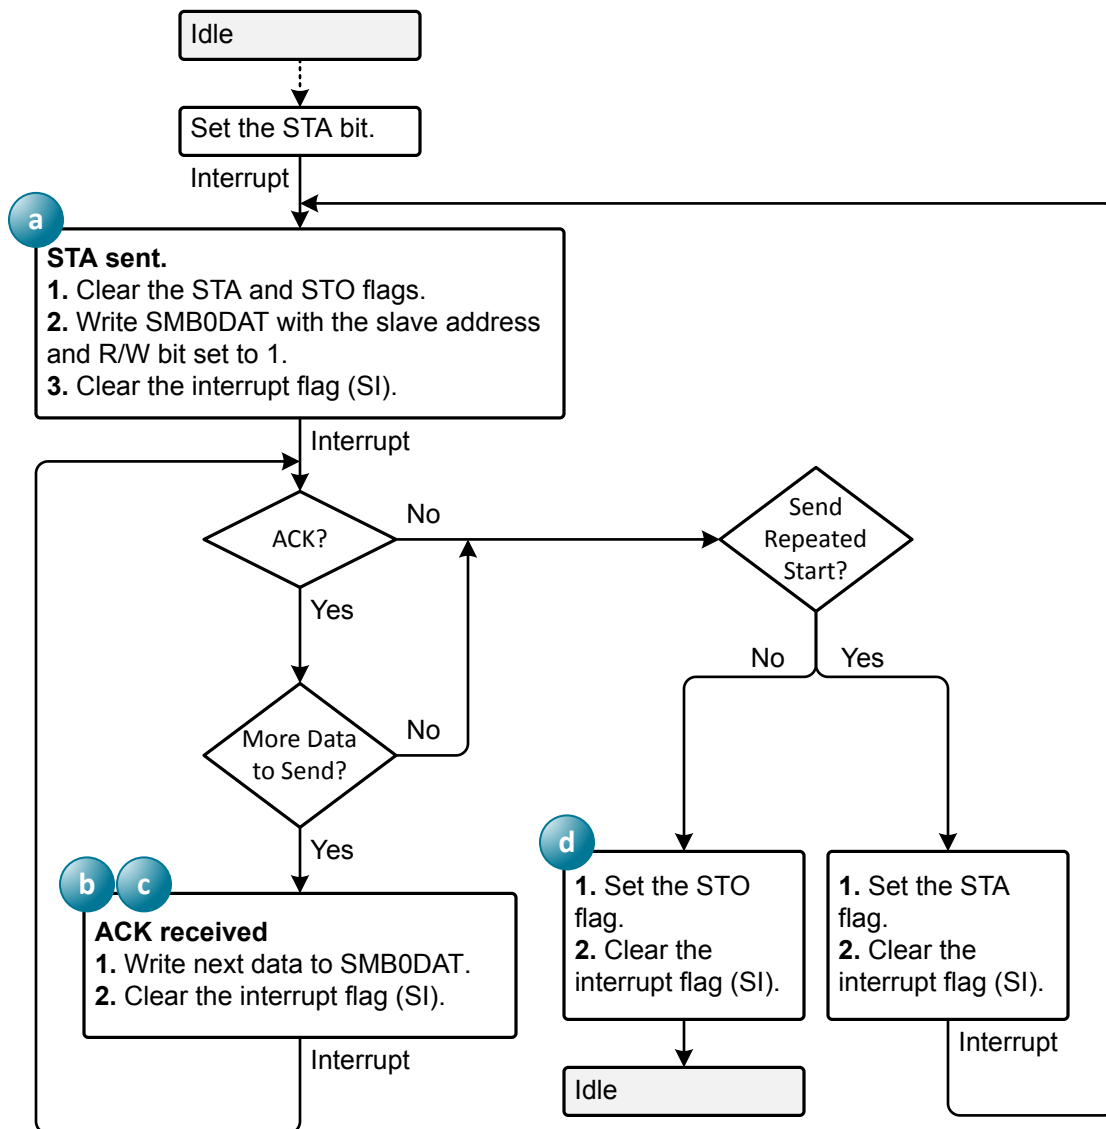 Idle
Set the STA bit.
Interrupt
a
STA sent.
1. Clear the STA and STO flags.
2. Write SMB0DAT with the slave address
and R/W bit set to 1.
3. Clear the interrupt flag (SI).
Interrupt
ACK?
No
Send
Repeated
Start?
Yes
No
Yes
More Data
to Send?
No
Yes
b
c
ACK received
1. Write next data to SMB0DAT.
2. Clear the interrupt flag (SI).
Interrupt
d
1. Set the STO
flag.
2. Clear the
interrupt flag (SI).
Idle
1. Set the STA
flag.
2. Clear the
interrupt flag (SI).
Interrupt